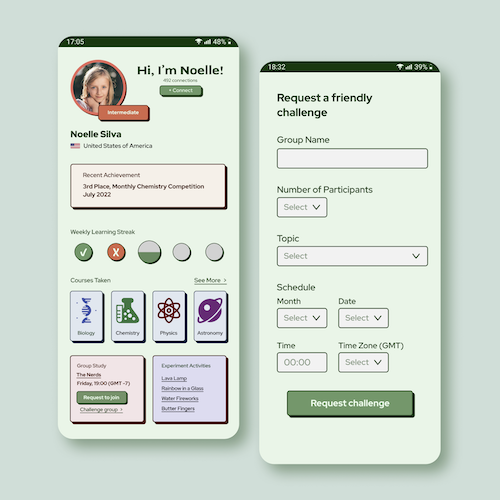 17:05
48%
Hi, I'm Noelle!
492 connections
+ Connect
Intermediate
Noelle Silva
United States of America
Recent Achievement
3rd Place, Monthly Chemistry Competition
July 2022
Weekly Learning Streak
Courses Taken
See More >
Biology
Chemistry
Physics
Astronomy
Group Study
The Nerds
Friday, 19:00 (GMT -7)
Request to join
Challenge group >
Experiment Activities
Lava Lamp
Rainbow in a Glass
Water Fireworks
Butter Fingers
18:32
39%
Request a friendly
challenge
Group Name
Number of Participants
Select
Topic
Select
Schedule
Month
Date
Select
Select
Time
Time Zone (GMT)
00:00
Select
Request challenge